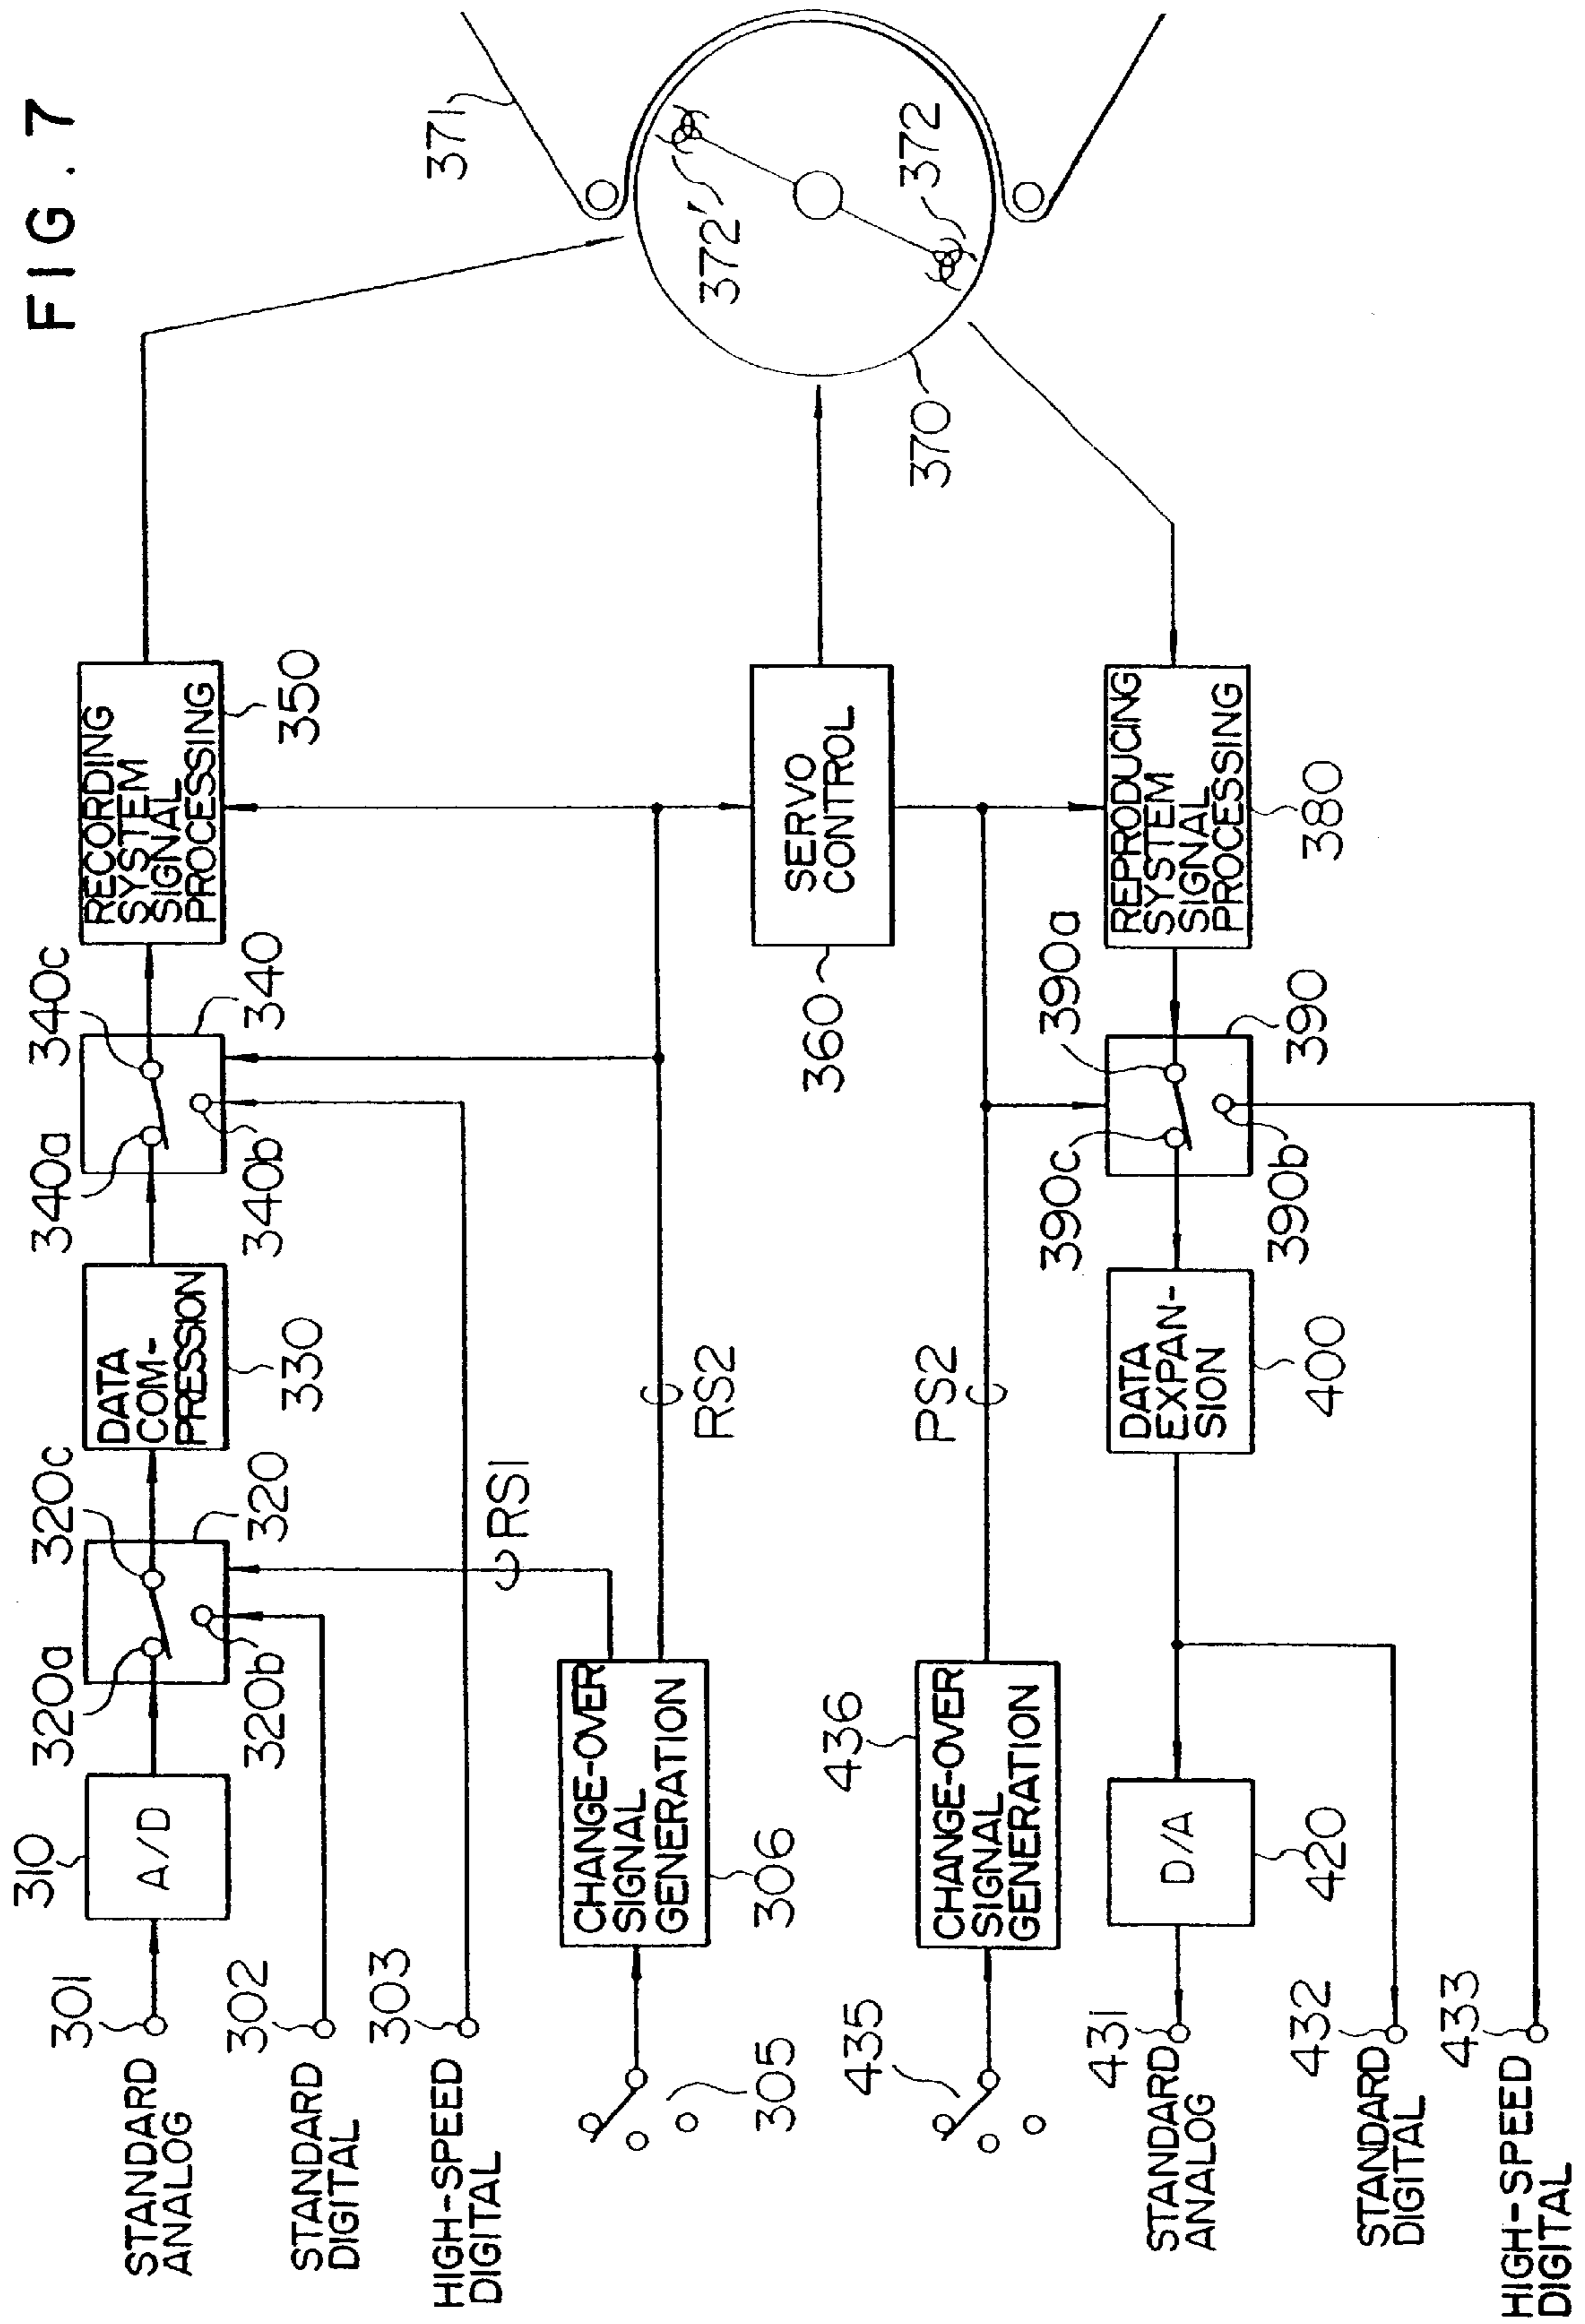 FIG. 7
301
STANDARD
ANALOG
310
A/D
320a
320c
320b
320
DATA
COM-
PRESSION
330
340a
340c
340b
340
RECORDING
SYSTEM
SIGNAL
PROCESSING
350
371
372'
372
370
302
STANDARD
DIGITAL
303
HIGH-SPEED
DIGITAL
RS1
305
CHANGE-OVER
SIGNAL
GENERATION
306
RS2
SERVO
CONTROL
360
435
436
CHANGE-OVER
SIGNAL
GENERATION
PS2
431
STANDARD
ANALOG
D/A
420
DATA
EXPAN-
SION
400
390c
390a
390b
390
REPRODUCING
SYSTEM
SIGNAL
PROCESSING
380
432
STANDARD
DIGITAL
433
HIGH-SPEED
DIGITAL